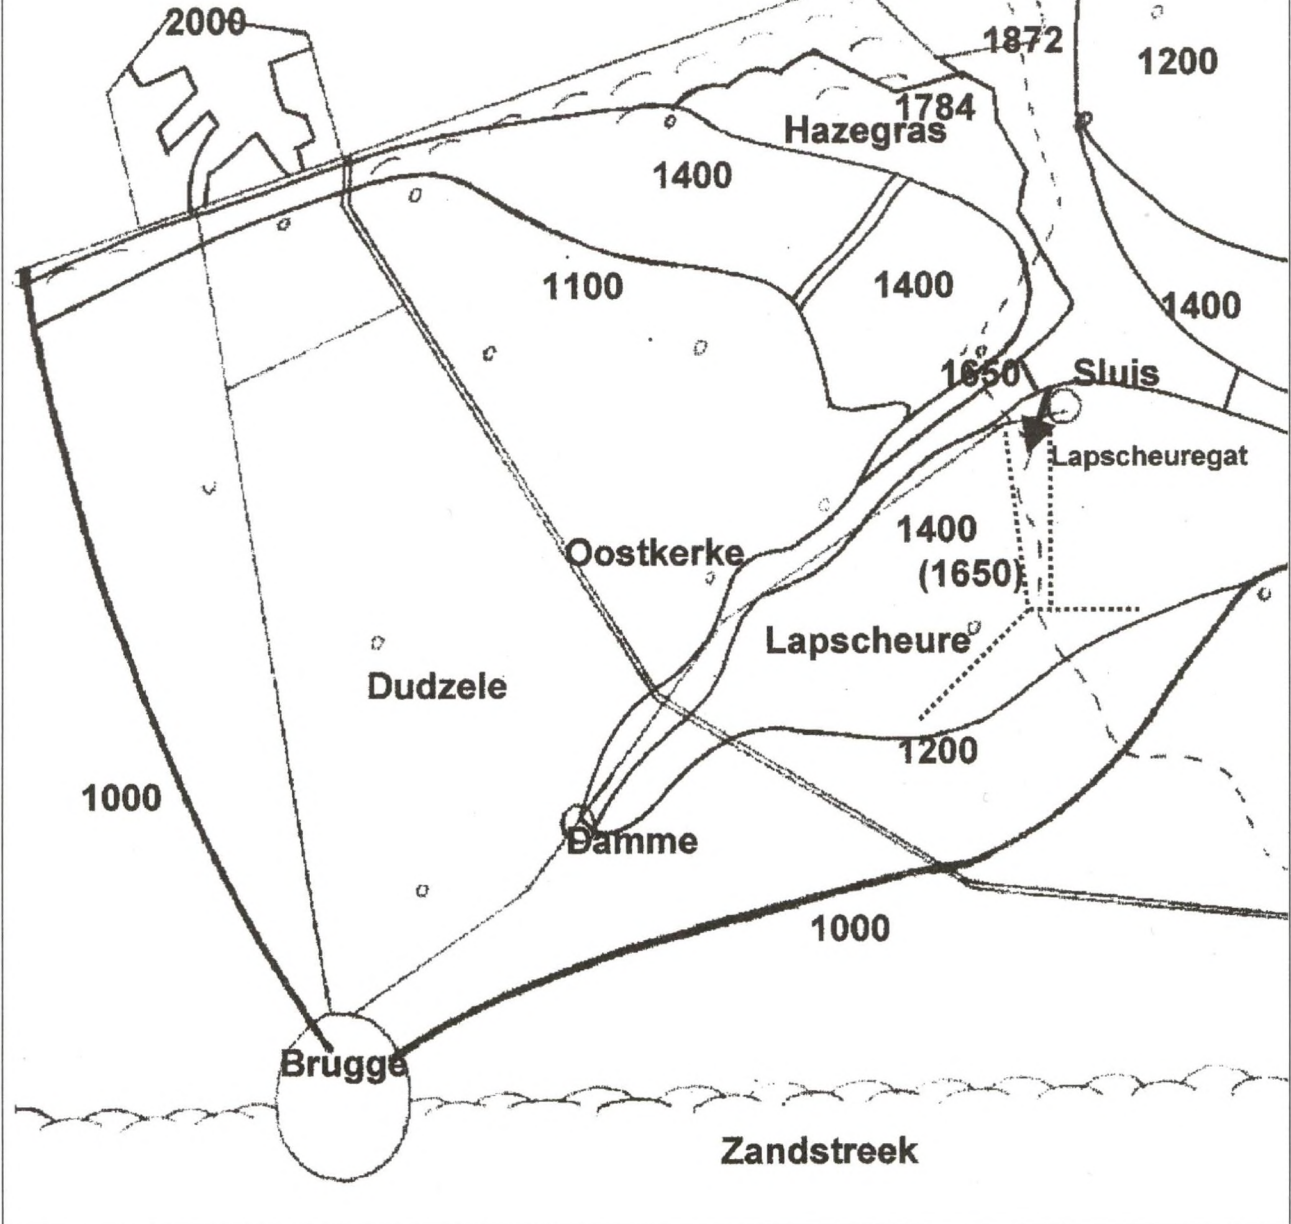 2000
1872
1200
1784
Hazegras
1400
1100
1400
1400
1650
Sluis
Lapscheuregat
1400
(1650)
Oostkerke
Lapscheure
Dudzele
1200
1000
Damme
1000
Brugge
Zandstreek